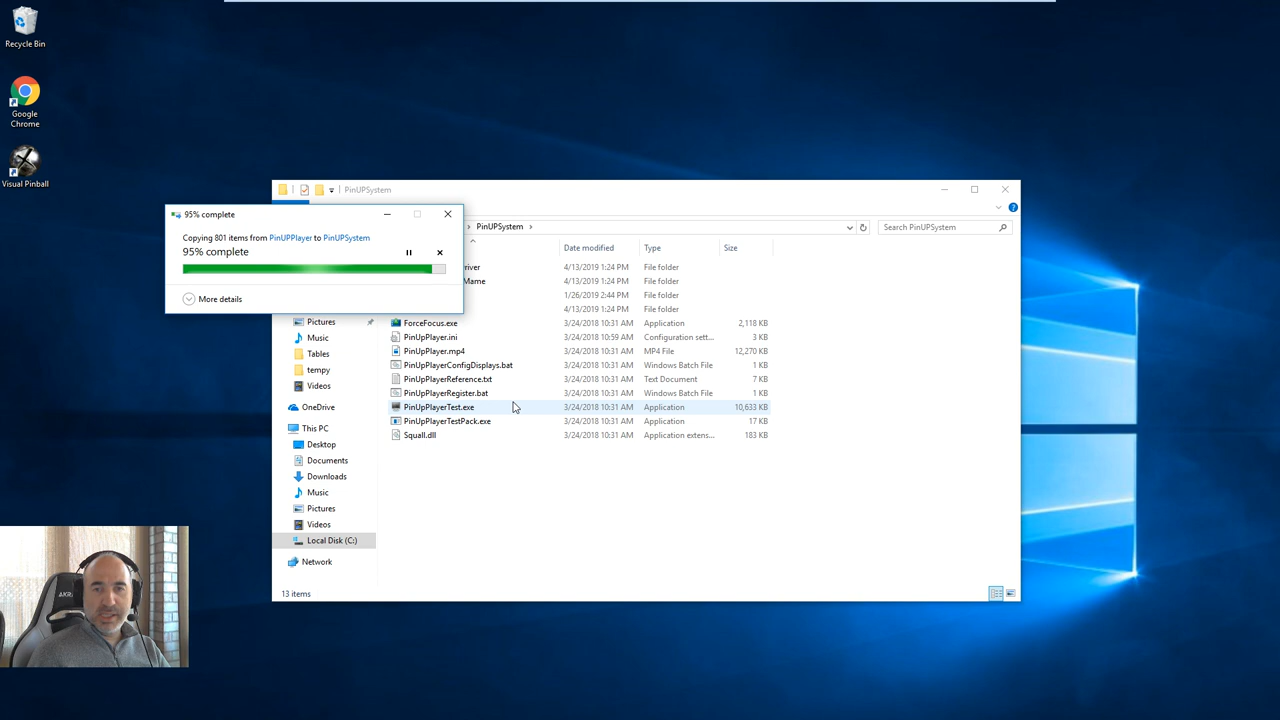 Recycle Bin
Google
Chrome
Visual Pinball
PinUPSystem
PinUPSystem
Search PinUPSystem
95% complete
Copying 801 items from PinUPPlayer to PinUPSystem
95% complete
More details
Date modified Type Size
river 4/13/2019 1:24 PM File folder
Mame 4/13/2019 1:24 PM File folder
1/26/2019 2:44 PM File folder
4/13/2019 1:24 PM File folder
ForceFocus.exe 3/24/2018 10:31 AM Application 2,118 KB
PinUpPlayer.ini 3/24/2018 10:59 AM Configuration sett... 3 KB
PinUpPlayer.mp4 3/24/2018 10:31 AM MP4 File 12,270 KB
PinUpPlayerConfigDisplays.bat 3/24/2018 10:31 AM Windows Batch File 1 KB
PinUpPlayerReference.txt 3/24/2018 10:31 AM Text Document 7 KB
PinUpPlayerRegister.bat 3/24/2018 10:31 AM Windows Batch File 1 KB
PinUpPlayerTest.exe 3/24/2018 10:31 AM Application 10,633 KB
PinUpPlayerTestPack.exe 3/24/2018 10:31 AM Application 17 KB
Squall.dll 3/24/2018 10:31 AM Application extens... 183 KB
Pictures
Music
Tables
tempy
Videos
OneDrive
This PC
Desktop
Documents
Downloads
Music
Pictures
Videos
Local Disk (C:)
Network
13 items